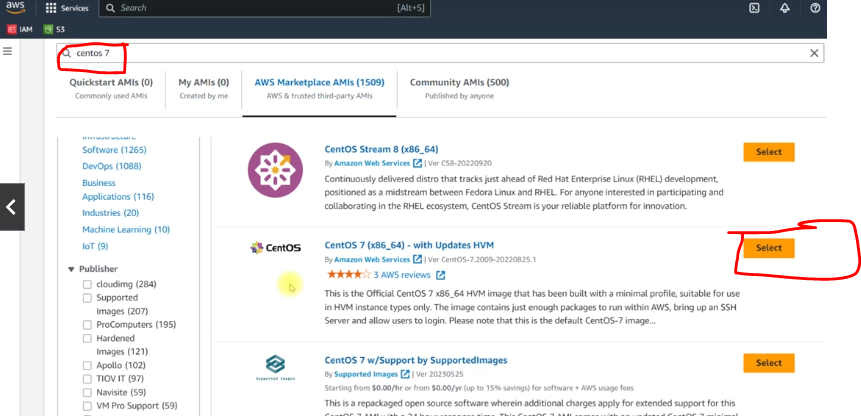 aws
Services
Search
[Alt+S]
IAM
S3
centos 7
Quickstart AMIs (0)
Commonly used AMIs
My AMIs (0)
Created by me
AWS Marketplace AMIs (1509)
AWS & trusted third-party AMIs
Community AMIs (500)
Published by anyone
Infrastructure
Software (1265)
DevOps (1088)
Business
Applications (116)
Industries (20)
Machine Learning (10)
IoT (9)
Publisher
cloudimg (284)
Supported
Images (207)
ProComputers (195)
Hardened
Images (121)
Apollo (102)
TIOV IT (97)
Navisite (59)
VM Pro Support (59)
CentOS Stream 8 (x86_64)
By Amazon Web Services | Ver CS8-20220920
Continuously delivered distro that tracks just ahead of Red Hat Enterprise Linux (RHEL) development,
positioned as a midstream between Fedora Linux and RHEL. For anyone interested in participating and
collaborating in the RHEL ecosystem, CentOS Stream is your reliable platform for innovation.
Select
CentOS
CentOS 7 (x86_64) - with Updates HVM
By Amazon Web Services | Ver CentOS-7.2009-20220825.1
3 AWS reviews
This is the Official CentOS 7 x86_64 HVM image that has been built with a minimal profile, suitable for use
in HVM instance types only. The image contains just enough packages to run within AWS, bring up an SSH
Server and allow users to login. Please note that this is the default CentOS-7 image...
Select
Supported Images
CentOS 7 w/Support by SupportedImages
By Supported Images | Ver 20230525
Starting from $0.00/hr or from $0.00/yr (up to 15% savings) for software + AWS usage fees
This is a repackaged open source software wherein additional charges apply for extended support for this
Select